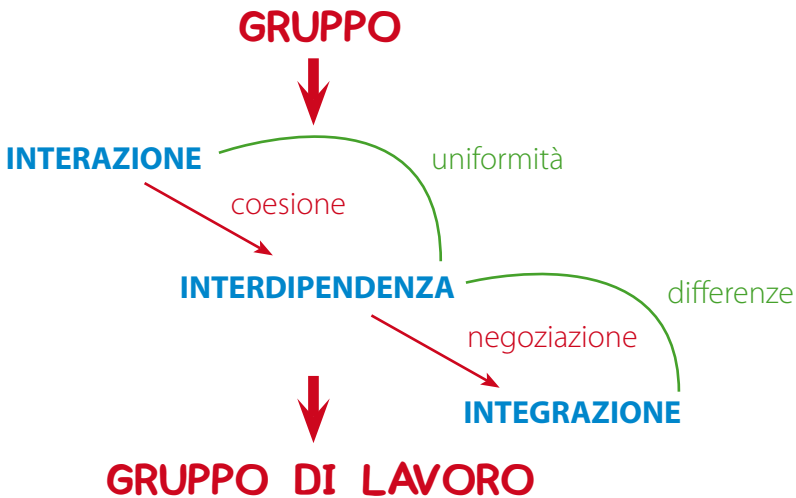 GRUPPO
INTERAZIONE
uniformità
coesione
INTERDIPENDENZA
differenze
negoziazione
INTEGRAZIONE
GRUPPO DI LAVORO